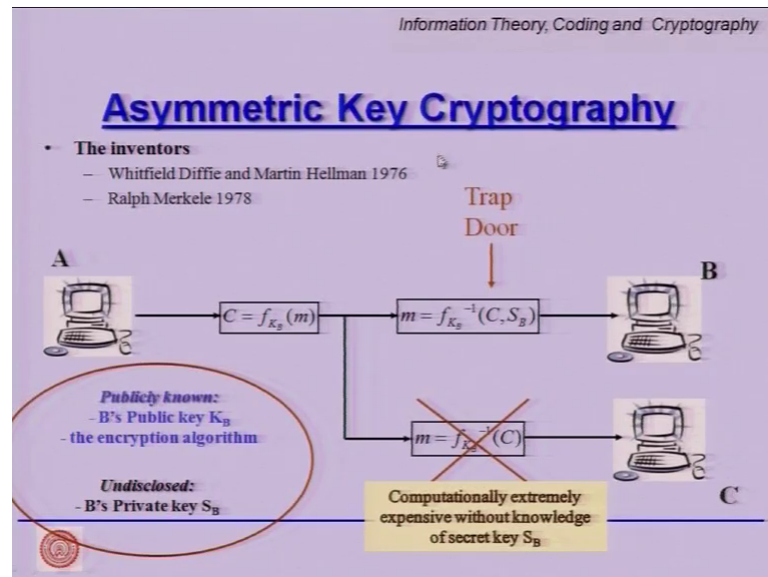 Information Theory, Coding and Cryptography
Asymmetric Key Cryptography
• The inventors
– Whitfield Diffie and Martin Hellman 1976
– Ralph Merkele 1978
Trap
Door
A
B
C = f_{K_B}(m)
m = f_{K_B}^{-1}(C, S_B)
Publicly known:
- B's Public key K_B
- the encryption algorithm
m = f_{K_B}^{-1}(C)
Undisclosed:
- B's Private key S_B
C
Computationally extremely
expensive without knowledge
of secret key S_B